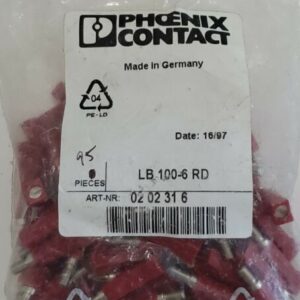 PHOENIX
CONTACT
Made in Germany
04
PE-LD
Date: 16/97
95
PIECES
LB 100-6 RD
ART-NR: 02 02 31 6